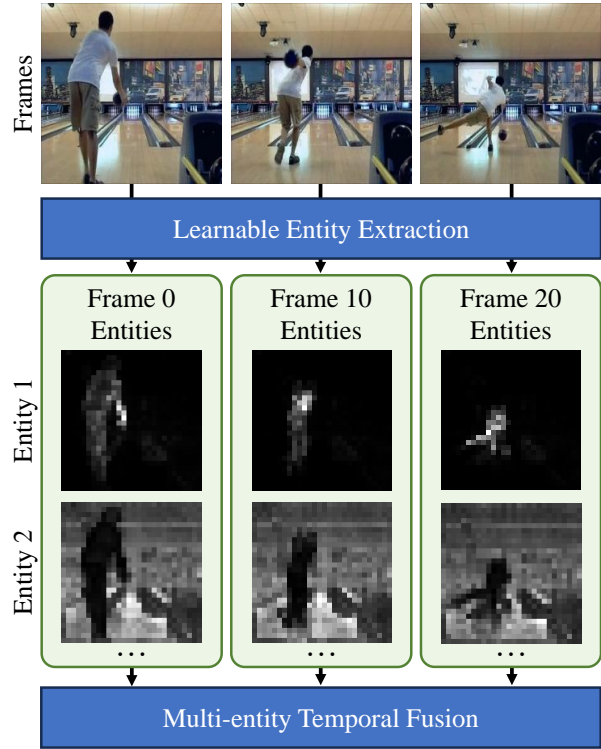 Frames
Learnable Entity Extraction
Frame 0
Entities
Frame 10
Entities
Frame 20
Entities
Entity 1
Entity 2
... ... ...
Multi-entity Temporal Fusion